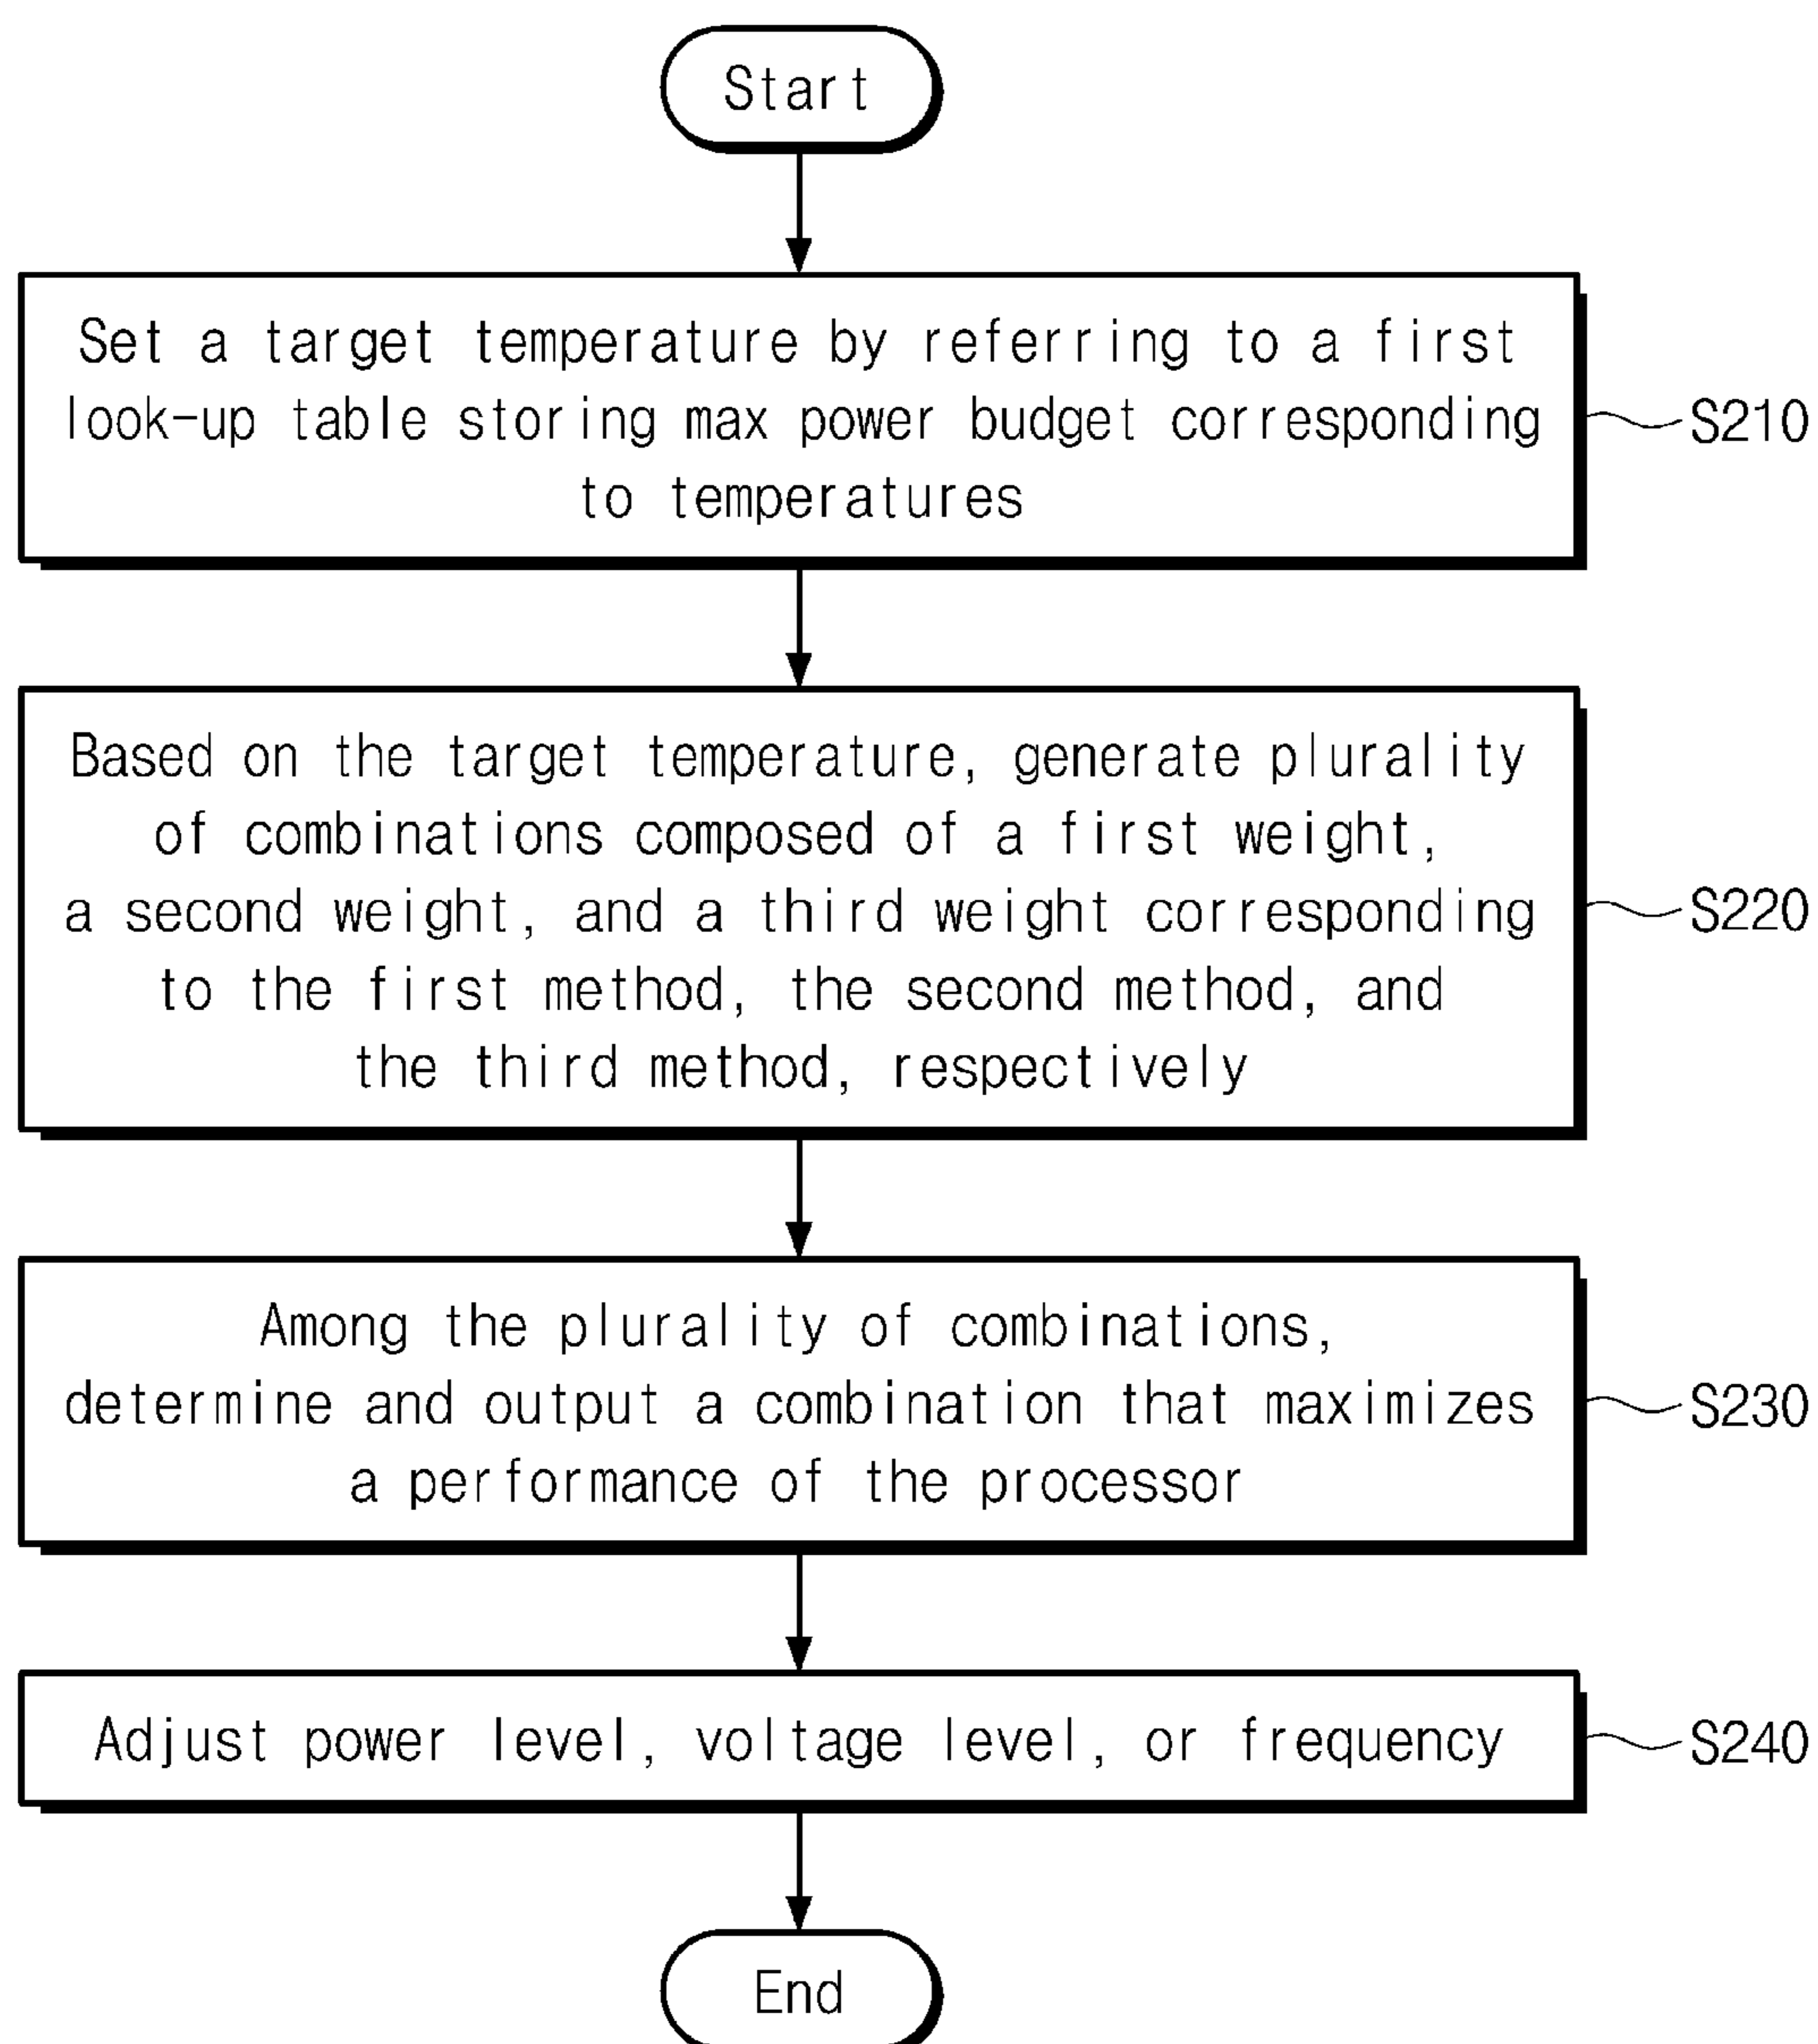 Start
Set a target temperature by referring to a first
look-up table storing max power budget corresponding
to temperatures
S210
Based on the target temperature, generate plurality
of combinations composed of a first weight,
a second weight, and a third weight corresponding
to the first method, the second method, and
the third method, respectively
S220
Among the plurality of combinations,
determine and output a combination that maximizes
a performance of the processor
S230
Adjust power level, voltage level, or frequency
S240
End